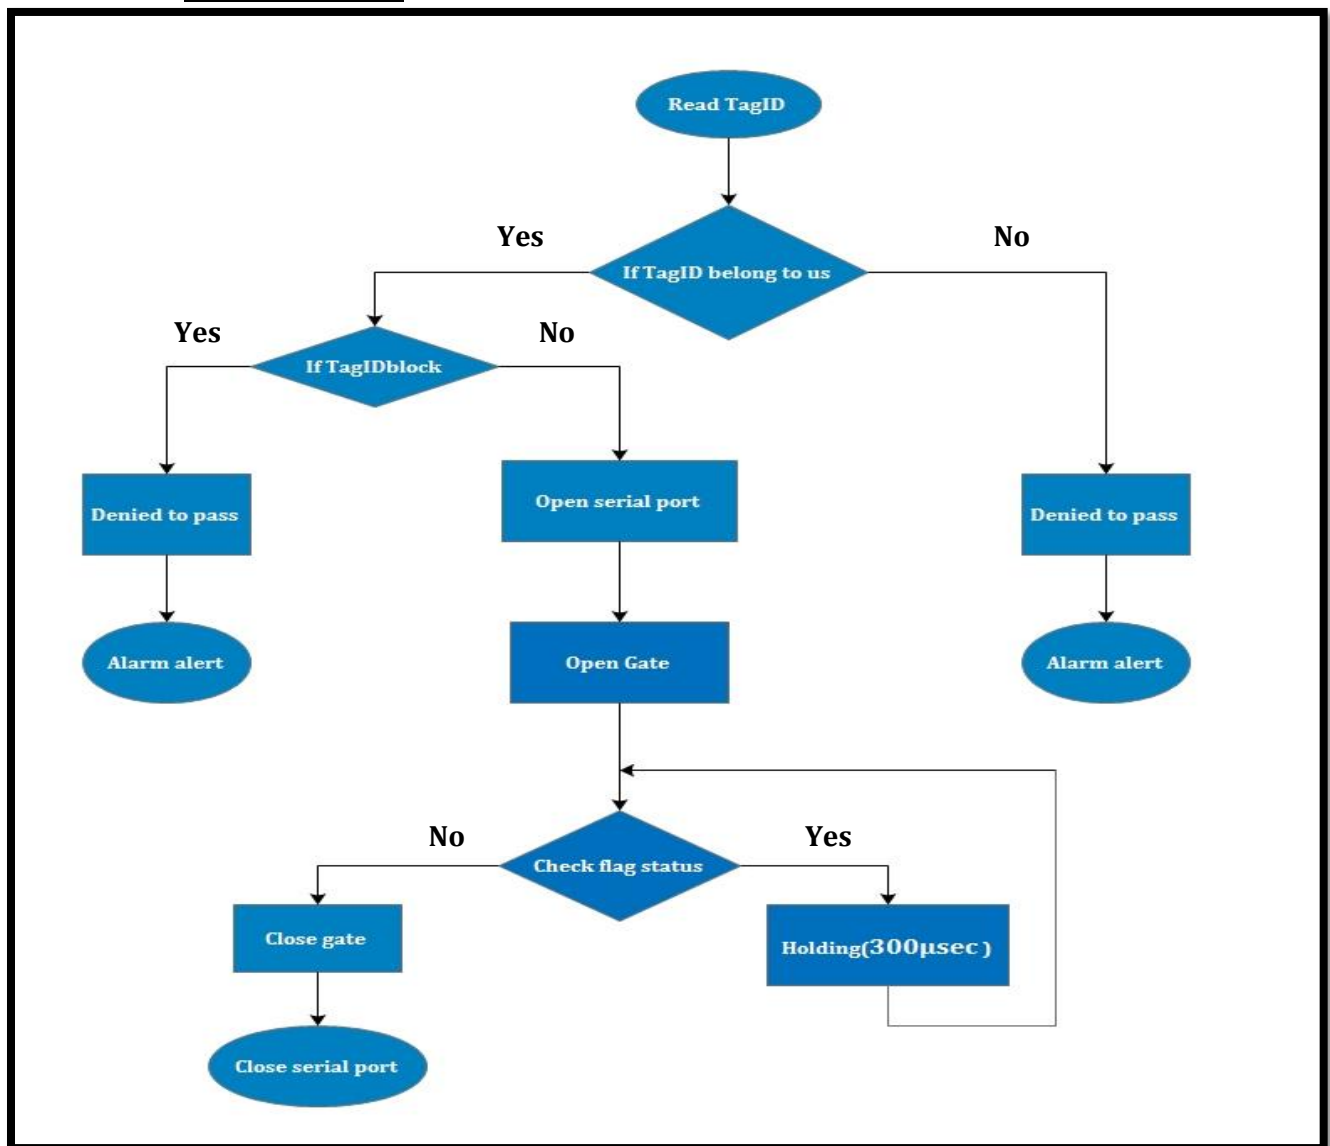 Read TagID
Yes
No
If TagID belong to us
Yes
No
If TagIDblock
Denied to pass
Open serial port
Denied to pass
Alarm alert
Open Gate
Alarm alert
No
Yes
Check flag status
Close gate
Holding(300μsec )
Close serial port